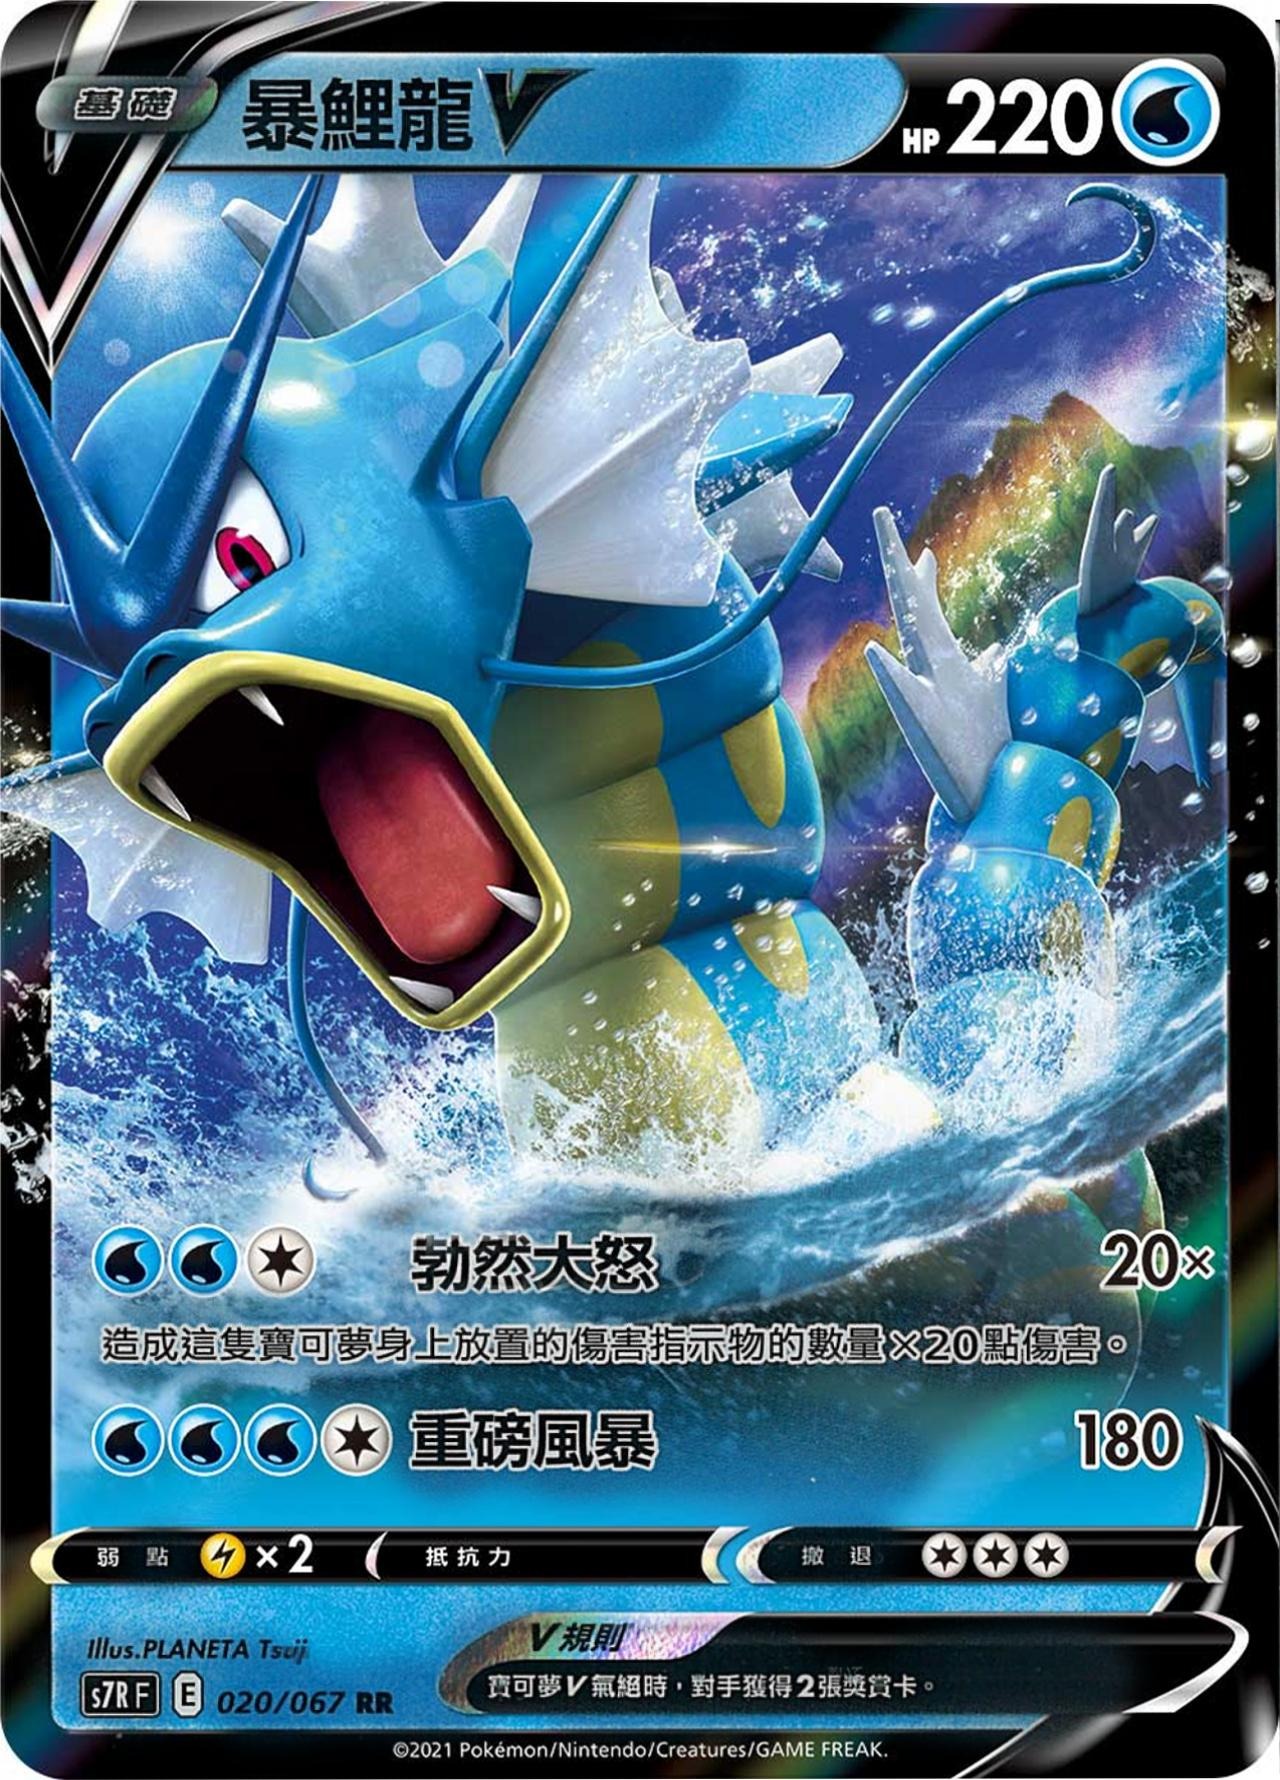 基礎
暴鯉龍V
HP 220
勃然大怒 20×
造成這隻寶可夢身上放置的傷害指示物的數量×20點傷害。
重磅風暴 180
弱點 ×2 抵抗力 撤退
Illus.PLANETA Tsuji
V規則
寶可夢V氣絕時，對手獲得2張獎賞卡。
s7R F E 020/067 RR
©2021 Pokémon/Nintendo/Creatures/GAME FREAK.